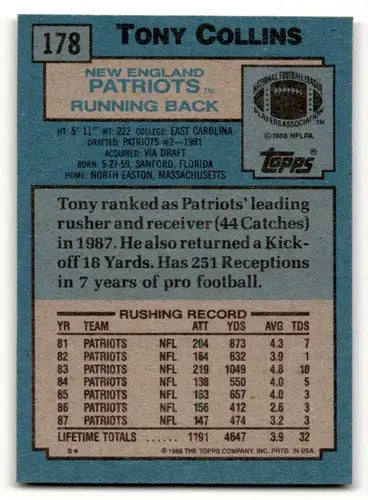 178
TONY COLLINS
NEW ENGLAND
PATRIOTS TM
RUNNING BACK
NATIONAL FOOTBALL LEAGUE
PLAYERS ASSOCIATION
©1988 NFLPA
Topps
HT: 5' 11" WT: 222 COLLEGE: EAST CAROLINA
DRAFTED: PATRIOTS #2—1981
ACQUIRED: VIA DRAFT
BORN: 5-27-59, SANFORD, FLORIDA
HOME: NORTH EASTON, MASSACHUSETTS
Tony ranked as Patriots' leading
rusher and receiver (44 Catches)
in 1987. He also returned a Kick-
off 18 Yards. Has 251 Receptions
in 7 years of pro football.
RUSHING RECORD
YR TEAM ATT YDS AVG TDS
81 PATRIOTS NFL 204 873 4.3 7
82 PATRIOTS NFL 164 632 3.9 1
83 PATRIOTS NFL 219 1049 4.8 10
84 PATRIOTS NFL 138 550 4.0 5
85 PATRIOTS NFL 163 657 4.0 3
86 PATRIOTS NFL 156 412 2.6 3
87 PATRIOTS NFL 147 474 3.2 3
LIFETIME TOTALS ...... 1191 4647 3.9 32
B* ©1988 THE TOPPS COMPANY, INC. PRTD. IN U.S.A.